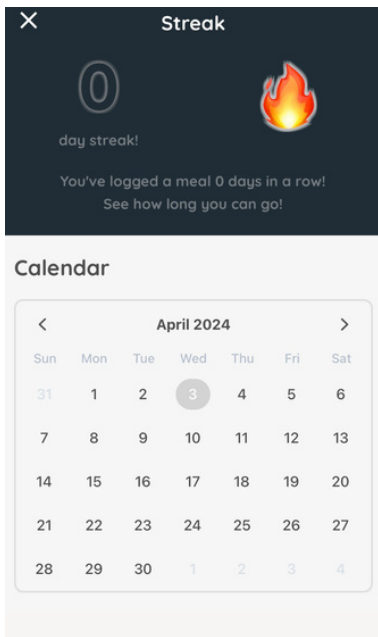 Streak
0
day streak!
You've logged a meal 0 days in a row!
See how long you can go!
Calendar
< April 2024 >
Sun Mon Tue Wed Thu Fri Sat
31 1 2 3 4 5 6
7 8 9 10 11 12 13
14 15 16 17 18 19 20
21 22 23 24 25 26 27
28 29 30 1 2 3 4